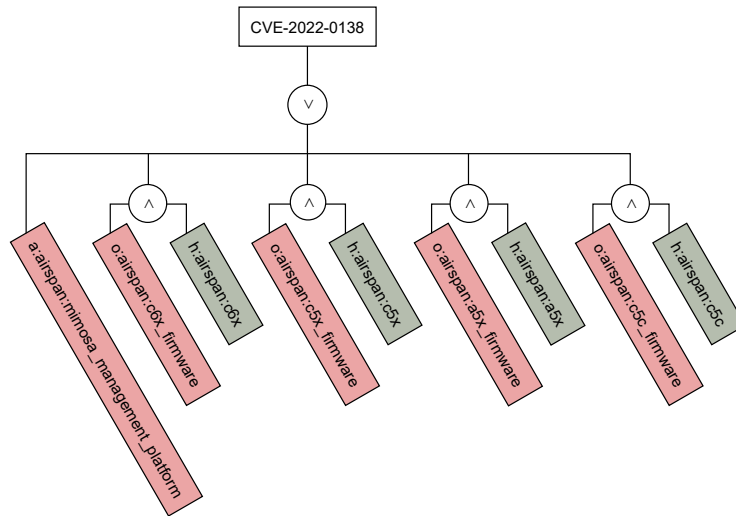 CVE-2022-0138
∨
∧
∧
∧
∧
a:airspan:mimosa_management_platform
o:airspan:c6x_firmware
h:airspan:c6x
o:airspan:c5x_firmware
h:airspan:c5x
o:airspan:a5x_firmware
h:airspan:a5x
o:airspan:c5c_firmware
h:airspan:c5c